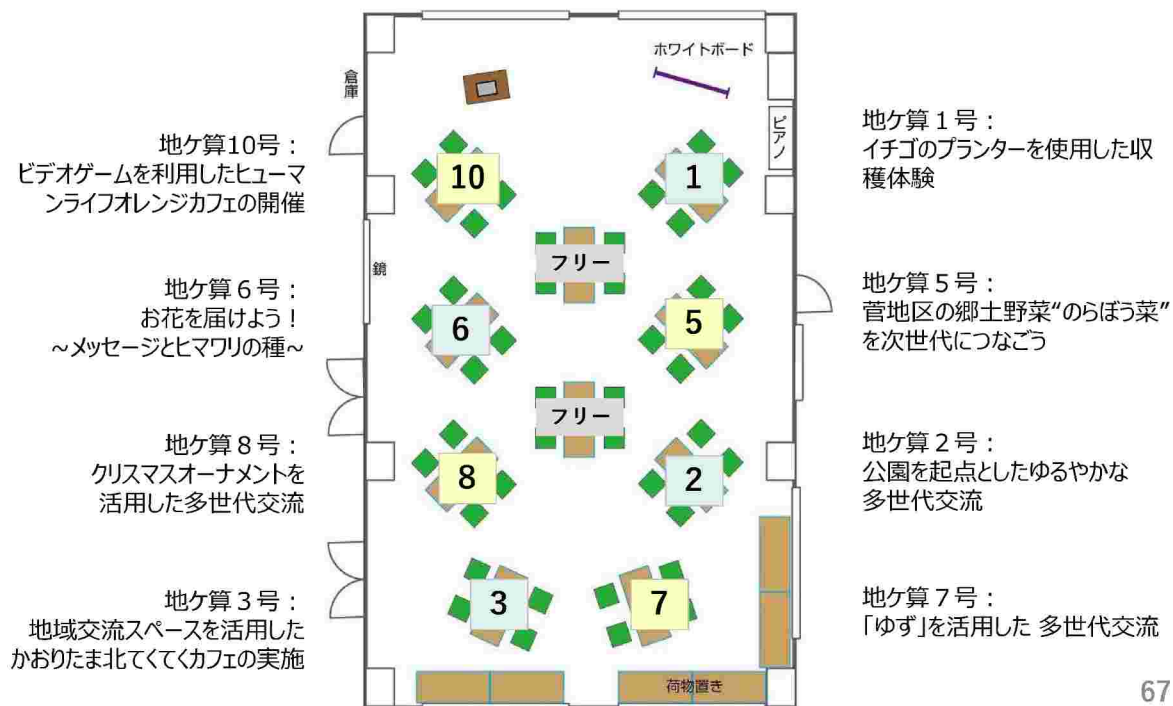 地ケ算10号：
ビデオゲームを利用したヒューマ
ンライフオレンジカフェの開催
地ケ算６号：
お花を届けよう！
～メッセージとヒマワリの種～
地ケ算８号：
クリスマスオーナメントを
活用した多世代交流
地ケ算３号：
地域交流スペースを活用した
かおりたま北てくてくカフェの実施
倉庫
鏡
ホワイトボード
ピアノ
10
1
フリー
6
5
フリー
8
2
3
7
荷物置き
地ケ算１号：
イチゴのプランターを使用した収
穫体験
地ケ算５号：
菅地区の郷土野菜“のらぼう菜”
を次世代につなごう
地ケ算２号：
公園を起点としたゆるやかな
多世代交流
地ケ算７号：
「ゆず」を活用した 多世代交流
67